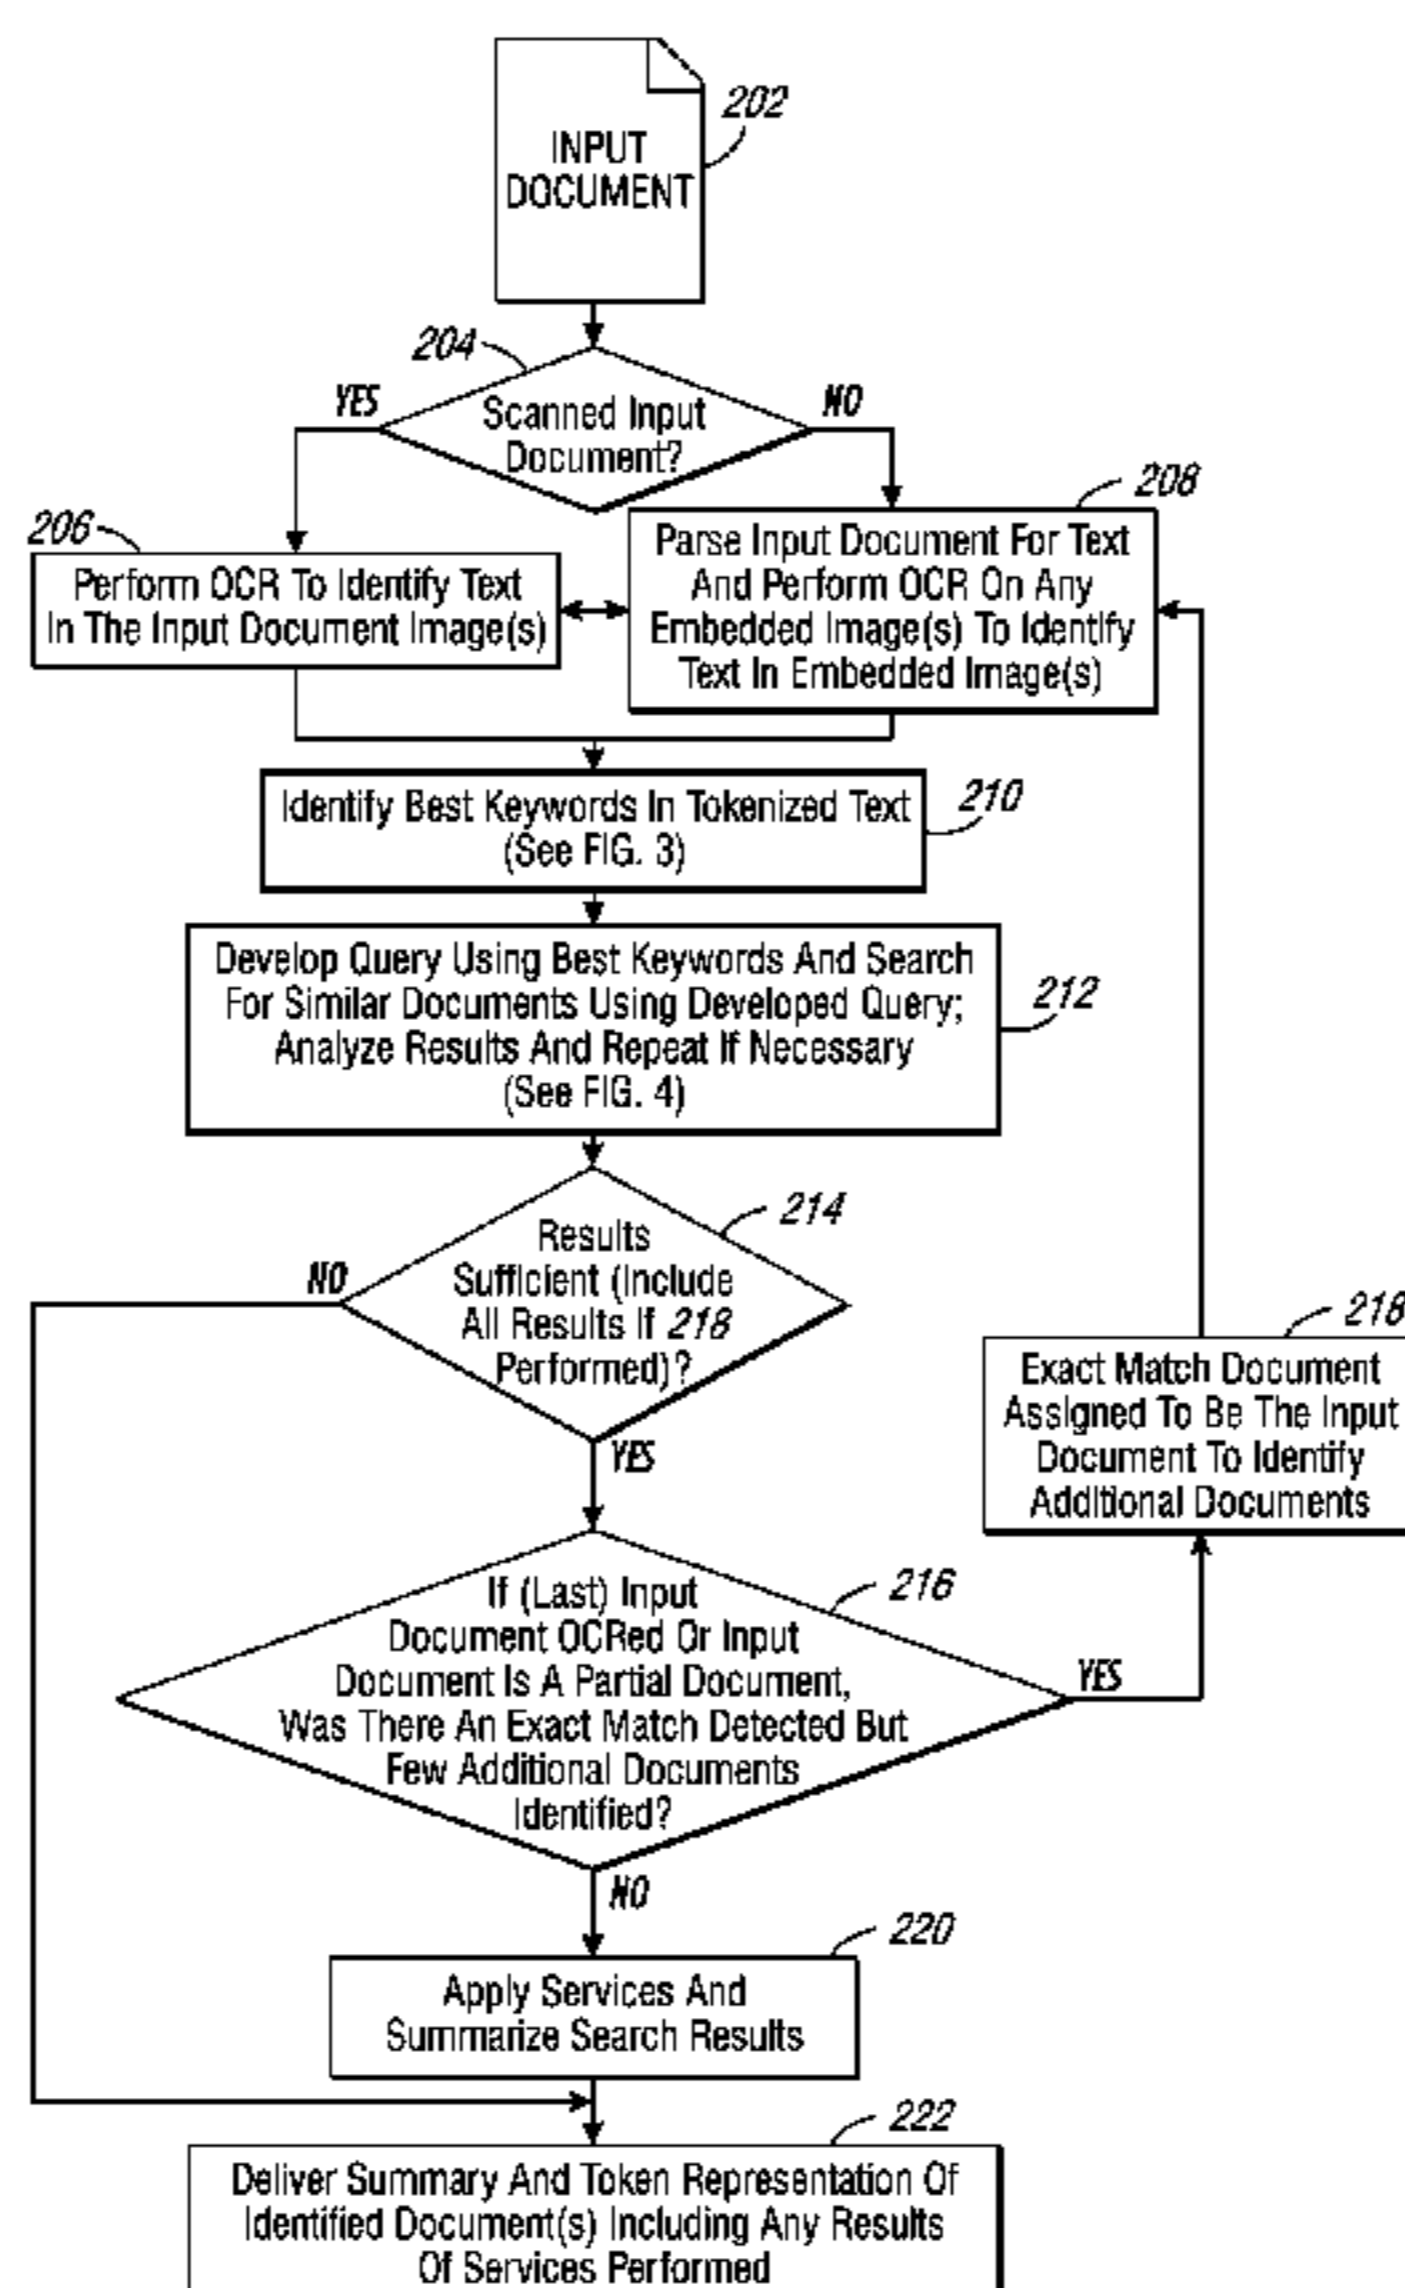 202
INPUT
DOCUMENT
204
YES
NO
Scanned Input
Document?
206
208
Perform OCR To Identify Text
In The Input Document Image(s)
Parse Input Document For Text
And Perform OCR On Any
Embedded Image(s) To Identify
Text In Embedded Image(s)
Identify Best Keywords In Tokenized Text
(See FIG. 3)
210
Develop Query Using Best Keywords And Search
For Similar Documents Using Developed Query;
Analyze Results And Repeat If Necessary
(See FIG. 4)
212
214
NO
Results
Sufficient (Include
All Results If 218
Performed)?
YES
218
Exact Match Document
Assigned To Be The Input
Document To Identify
Additional Documents
216
If (Last) Input
Document OCRed Or Input
Document Is A Partial Document,
Was There An Exact Match Detected But
Few Additional Documents
Identified?
YES
NO
220
Apply Services And
Summarize Search Results
222
Deliver Summary And Token Representation Of
Identified Document(s) Including Any Results
Of Services Performed